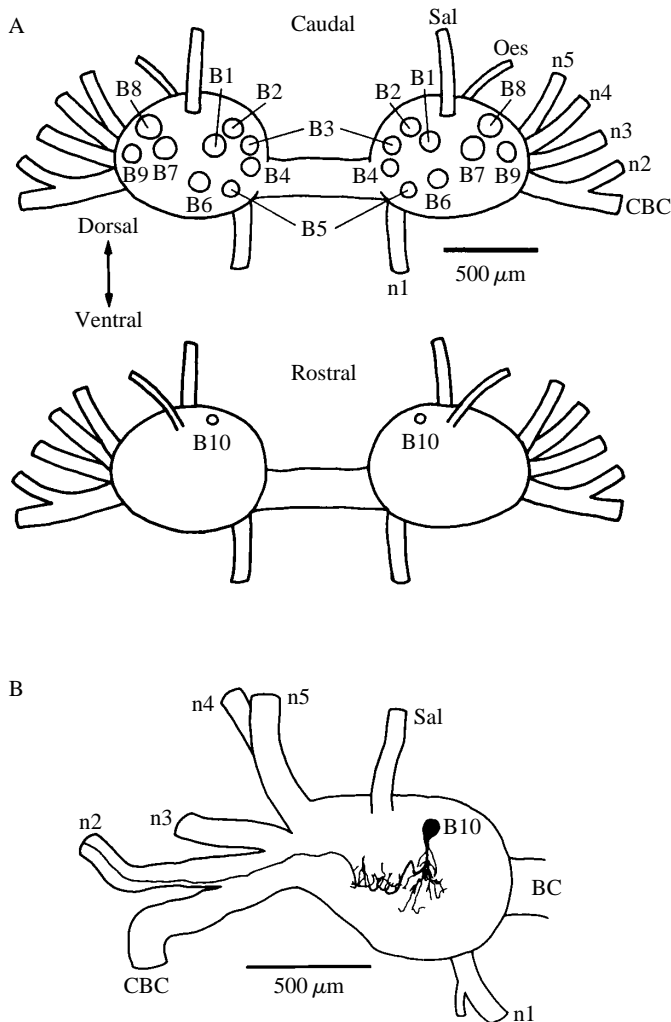 A
Caudal
Sal
Oes
n5
B8
B1
B2
B2
B1
B8
n4
B3
n3
B9
B7
B4
B4
B7
B9
n2
B6
B6
CBC
B5
Dorsal
500 μm
n1
Ventral
Rostral
B10
B10
B
n4
n5
Sal
n3
n2
B10
BC
CBC
500 μm
n1